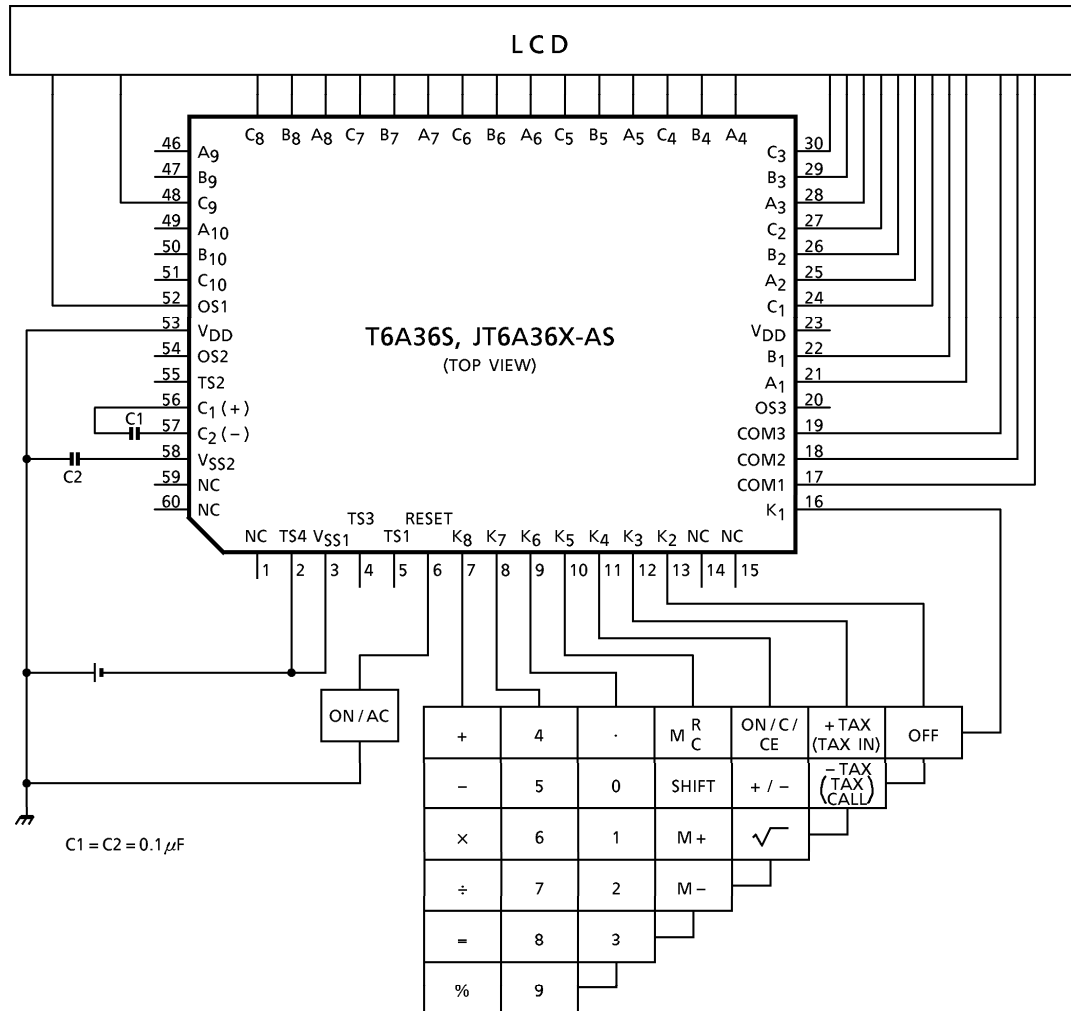 LCD
C8 B8 A8 C7 B7 A7 C6 B6 A6 C5 B5 A5 C4 B4 A4
46 A9
47 B9
48 C9
49 A10
50 B10
51 C10
52 OS1
53 VDD
54 OS2
55 TS2
56 C1 (+)
57 C2 (−)
58 VSS2
59 NC
60 NC
C1
C2
T6A36S, JT6A36X-AS
(TOP VIEW)
C3 30
B3 29
A3 28
C2 27
B2 26
A2 25
C1 24
VDD 23
B1 22
A1 21
OS3 20
COM3 19
COM2 18
COM1 17
K1 16
NC TS4 VSS1 TS3 TS1 RESET K8 K7 K6 K5 K4 K3 K2 NC NC
1 2 3 4 5 6 7 8 9 10 11 12 13 14 15
ON / AC
+ 4 · M R C ON / C / CE + TAX (TAX IN) OFF
− 5 0 SHIFT + / − − TAX (TAX CALL)
× 6 1 M + √
÷ 7 2 M −
= 8 3
% 9
C1 = C2 = 0.1 μF